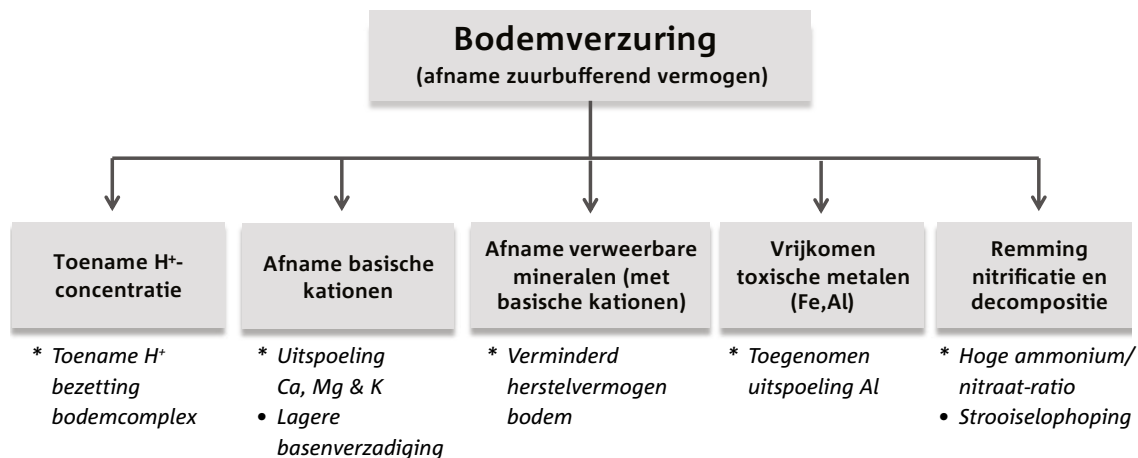 Bodemverzuring
(afname zuurbufferend vermogen)
Toename H+-
concentratie
* Toename H+
bezetting
bodemcomplex
Afname basische
kationen
* Uitspoeling
Ca, Mg & K
• Lagere
basenverzadiging
Afname verweerbare
mineralen (met
basische kationen)
* Verminderd
herstelvermogen
bodem
Vrijkomen
toxische metalen
(Fe,Al)
* Toegenomen
uitspoeling Al
Remming
nitrificatie en
decompositie
* Hoge ammonium/
nitraat-ratio
• Strooiselophoping